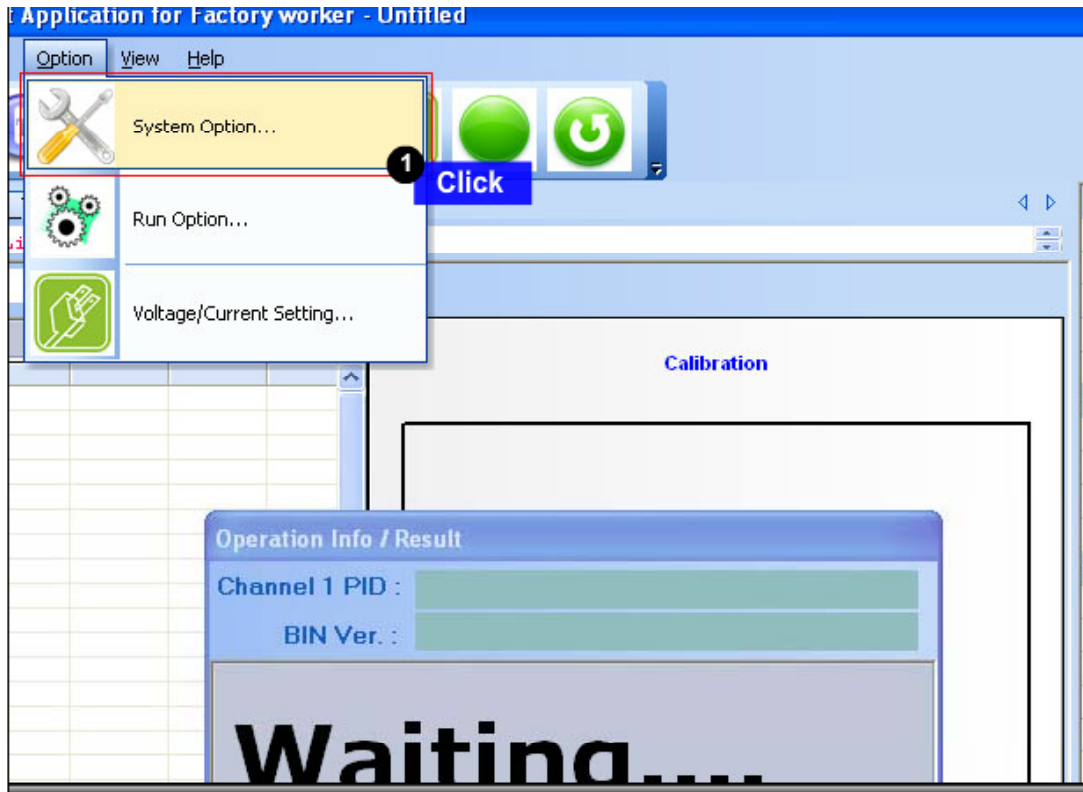 t Application for Factory worker - Untitled
Option View Help
System Option...
1
Click
Run Option...
Voltage/Current Setting...
Calibration
Operation Info / Result
Channel 1 PID :
BIN Ver. :
Waiting....